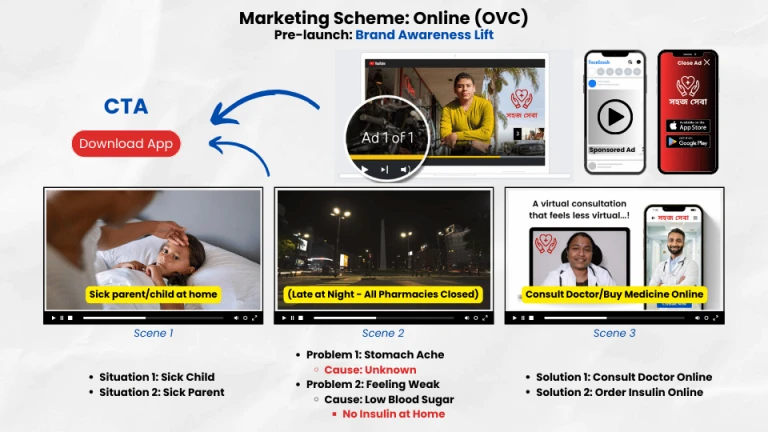 Marketing Scheme: Online (OVC)
Pre-launch: Brand Awareness Lift
CTA
Download App
YouTube
Ad 1 of 1
সহজ সেবা
facebook
Sponsored Ad
Close Ad
সহজ সেবা
Available on the
App Store
Google Play
Sick parent/child at home
(Late at Night - All Pharmacies Closed)
A virtual consultation
that feels less virtual...!
সহজ সেবা
Consult Doctor/Buy Medicine Online
Scene 1
Scene 2
Scene 3
Situation 1: Sick Child
Situation 2: Sick Parent
Problem 1: Stomach Ache
Cause: Unknown
Problem 2: Feeling Weak
Cause: Low Blood Sugar
No Insulin at Home
Solution 1: Consult Doctor Online
Solution 2: Order Insulin Online